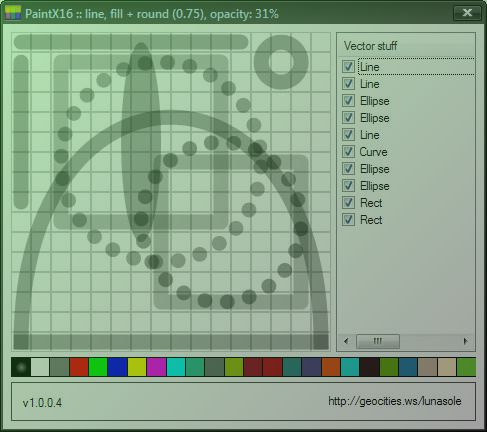 PaintX16 :: line, fill + round (0.75), opacity: 31%
Vector stuff
Line
Line
Ellipse
Ellipse
Line
Curve
Ellipse
Ellipse
Rect
Rect
v1.0.0.4
http://geocities.ws/lunasole